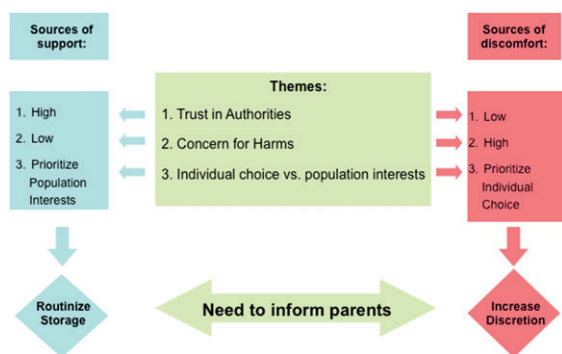 Sources of
support:
Sources of
discomfort:
Themes:
1. Trust in Authorities
2. Concern for Harms
3. Individual choice vs. population interests
1. High
2. Low
3. Prioritize
Population
Interests
1. Low
2. High
3. Prioritize
Individual
Choice
Routinize
Storage
Need to inform parents
Increase
Discretion